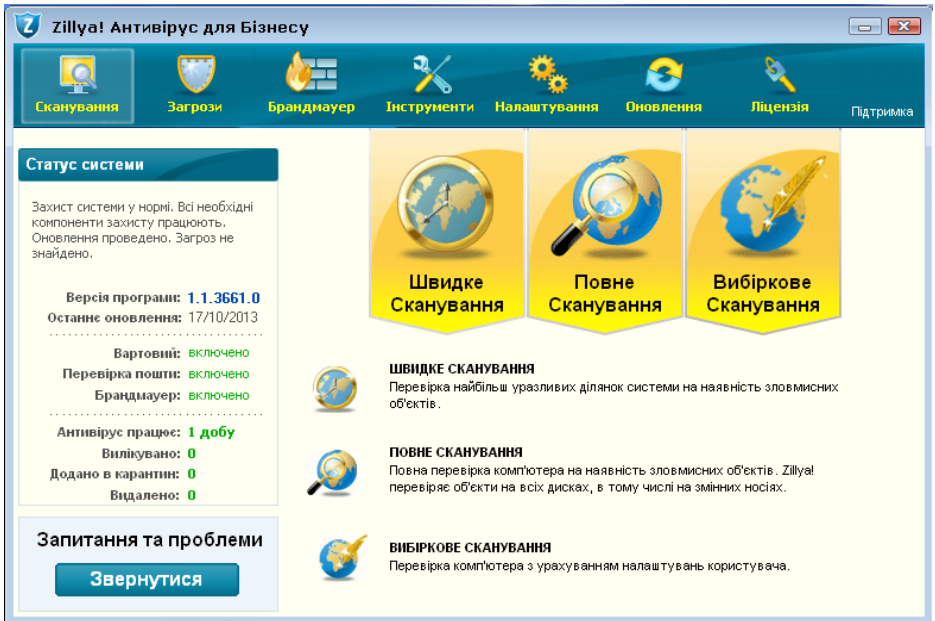 Zillya! Антивірус для Бізнесу
Сканування
Загрози
Брандмауер
Інструменти
Налаштування
Оновлення
Ліцензія
Підтримка
Статус системи
Захист системи у нормі. Всі необхідні
компоненти захисту працюють.
Оновлення проведено. Загроз не
знайдено.
Версія програми: 1.1.3661.0
Останнє оновлення: 17/10/2013
Вартовий: включено
Перевірка пошти: включено
Брандмауер: включено
Антивірус працює: 1 добу
Вилікувано: 0
Додано в карантин: 0
Видалено: 0
Запитання та проблеми
Звернутися
Швидке
Сканування
Повне
Сканування
Вибіркове
Сканування
ШВИДКЕ СКАНУВАННЯ
Перевірка найбільш уразливих ділянок системи на наявність зловмисних
об'єктів.
ПОВНЕ СКАНУВАННЯ
Повна перевірка комп'ютера на наявність зловмисних об'єктів. Zillya!
перевіряє об'єкти на всіх дисках, в тому числі на змінних носіях.
ВИБІРКОВЕ СКАНУВАННЯ
Перевірка комп'ютера з урахуванням налаштувань користувача.